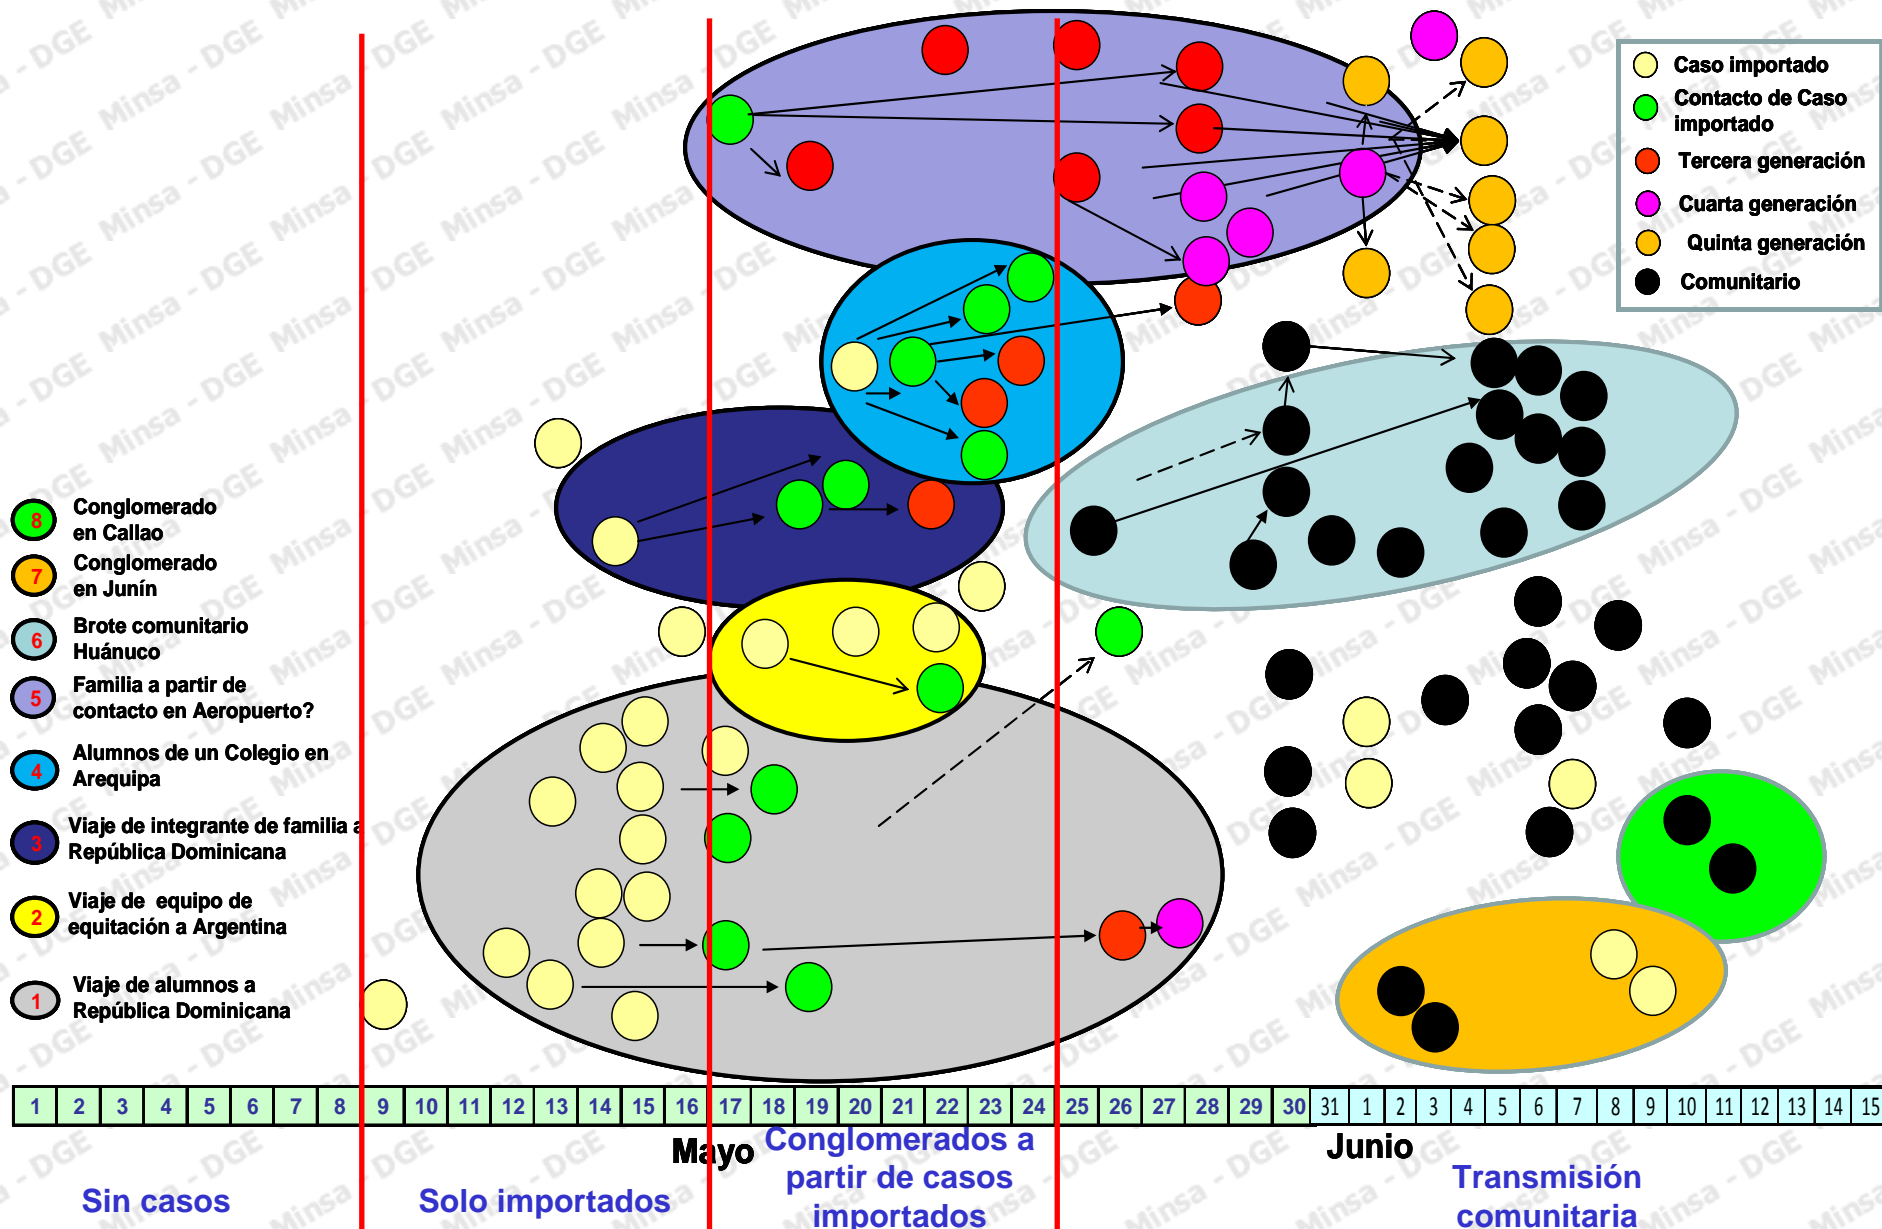 Caso importado
Contacto de Caso
importado
Tercera generación
Cuarta generación
Quinta generación
Comunitario
8 Conglomerado
en Callao
7 Conglomerado
en Junín
6 Brote comunitario
Huánuco
5 Familia a partir de
contacto en Aeropuerto?
4 Alumnos de un Colegio en
Arequipa
3 Viaje de integrante de familia a
República Dominicana
2 Viaje de equipo de
equitación a Argentina
1 Viaje de alumnos a
República Dominicana
1 2 3 4 5 6 7 8 9 10 11 12 13 14 15 16 17 18 19 20 21 22 23 24 25 26 27 28 29 30 31 1 2 3 4 5 6 7 8 9 10 11 12 13 14 15
Mayo
Junio
Sin casos
Solo importados
Conglomerados a
partir de casos
importados
Transmisión
comunitaria
Minsa - DGE